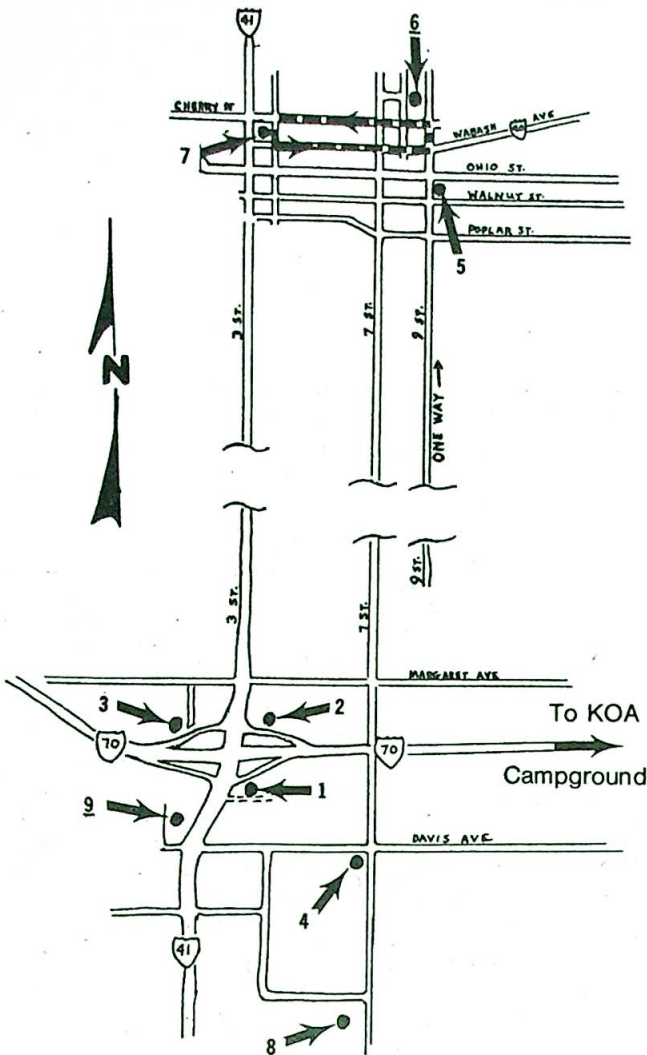 41
6
CHERRY ST
WABASH
40
AVE
7
OHIO ST.
WALNUT ST.
POPLAR ST.
5
N
3 ST.
7 ST.
9 ST.
ONE WAY
3 ST.
7 ST.
9 ST.
MARGARET AVE
3
2
To KOA
70
70
Campground
1
9
DAVIS AVE
4
41
8